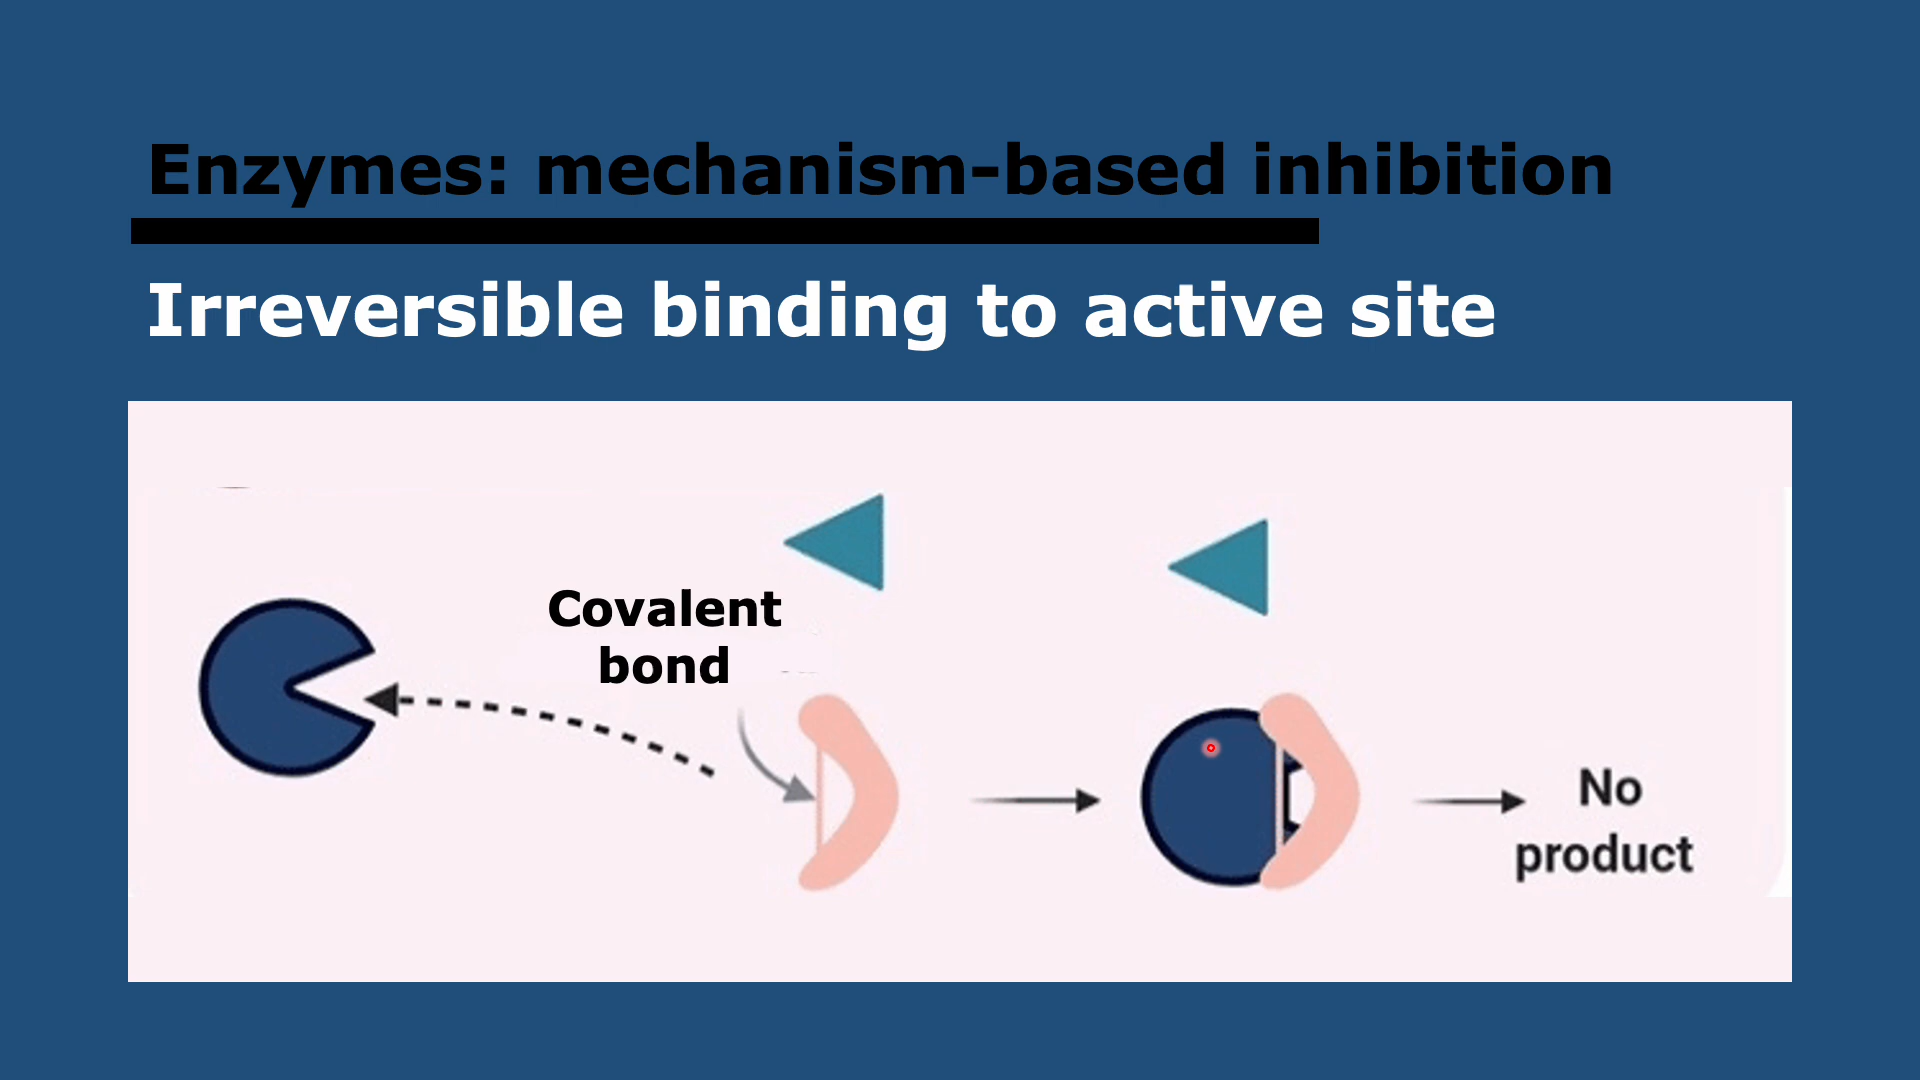 Enzymes: mechanism-based inhibition
Irreversible binding to active site
Covalent
bond
No
product